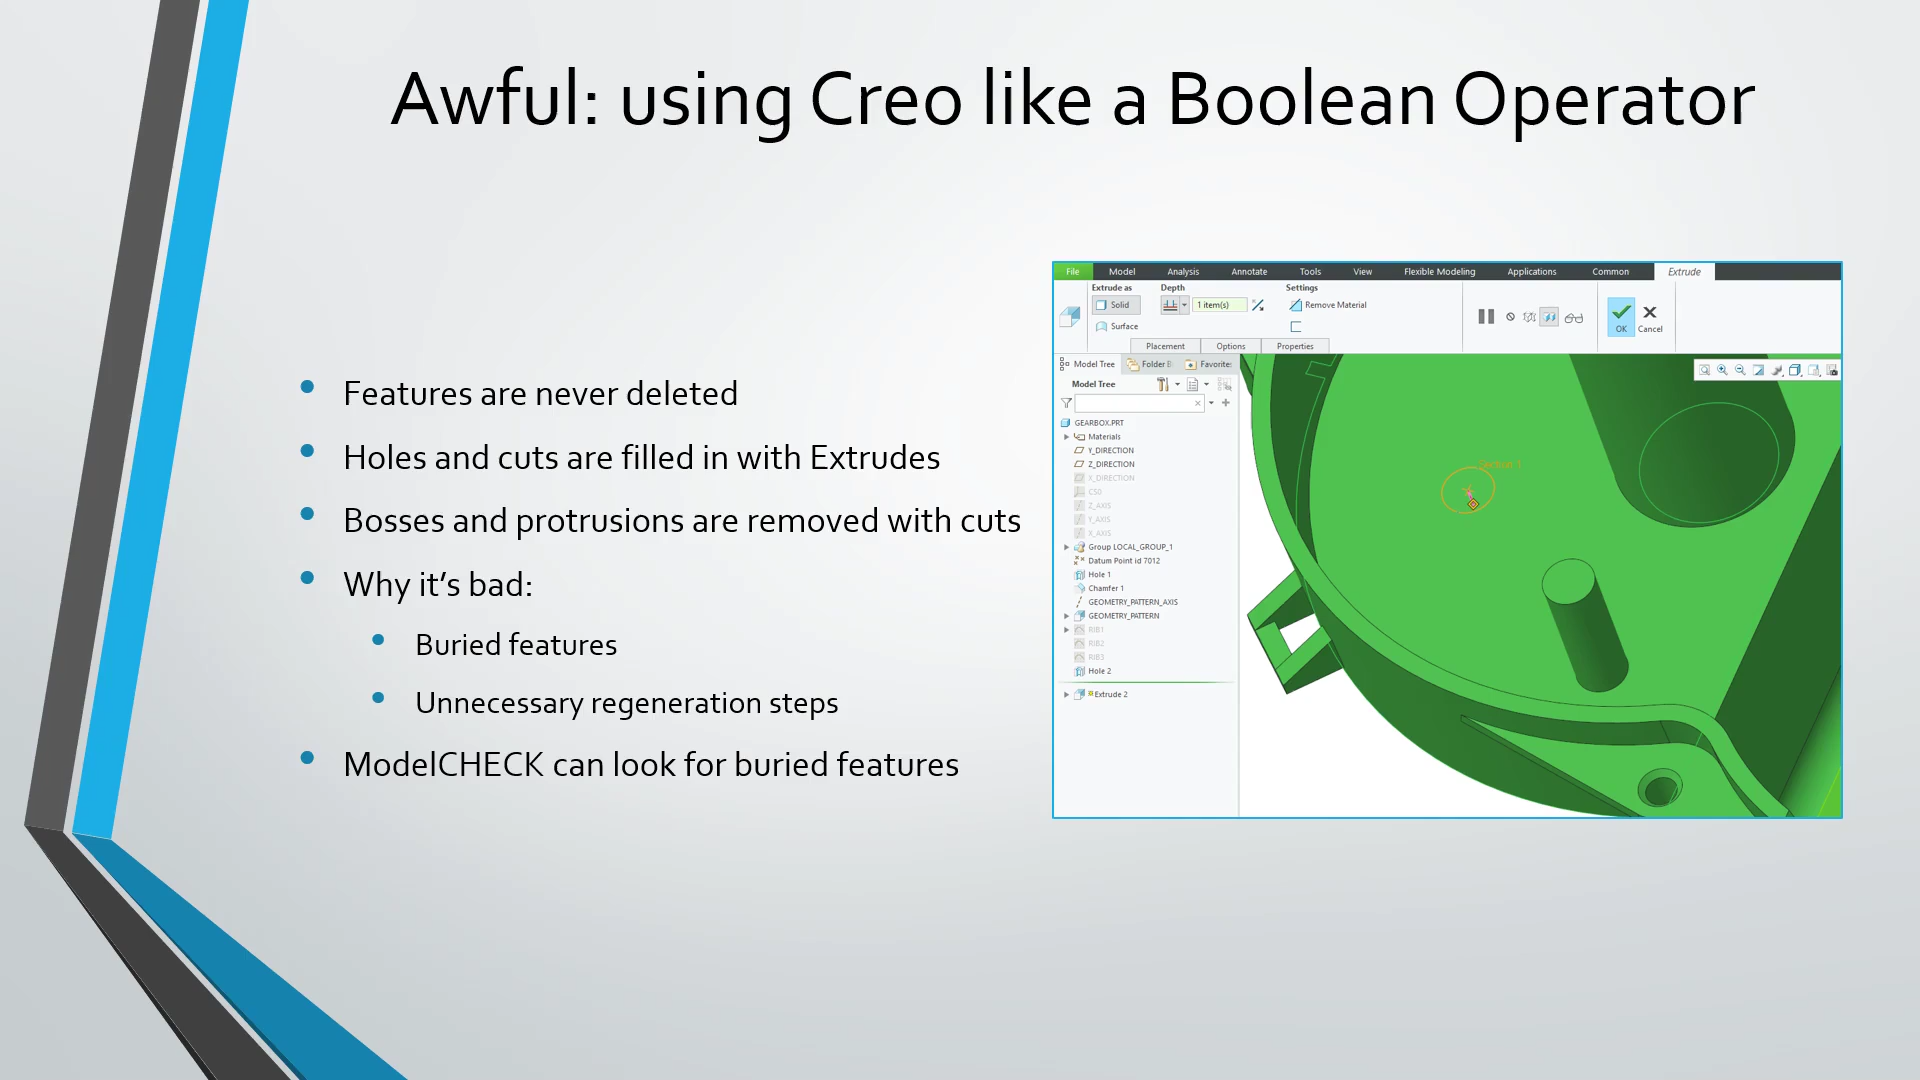 Awful: using Creo like a Boolean Operator
Features are never deleted
Holes and cuts are filled in with Extrudes
Bosses and protrusions are removed with cuts
Why it's bad:
Buried features
Unnecessary regeneration steps
ModelCHECK can look for buried features
File Model Analysis Annotate Tools View Flexible Modeling Applications Common Extrude
Extrude as Depth Settings
Solid 1 item(s) Remove Material
Surface
OK Cancel
Placement Options Properties
Model Tree Folder B Favorite
Model Tree
GEARBOX.PRT
Materials
Y_DIRECTION
Z_DIRECTION
X_DIRECTION
CS0
Z_AXIS
Y_AXIS
X_AXIS
Group LOCAL_GROUP_1
Datum Point id 7012
Hole 1
Chamfer 1
GEOMETRY_PATTERN_AXIS
GEOMETRY_PATTERN
RIB1
RIB2
RIB3
Hole 2
Extrude 2
Section 1